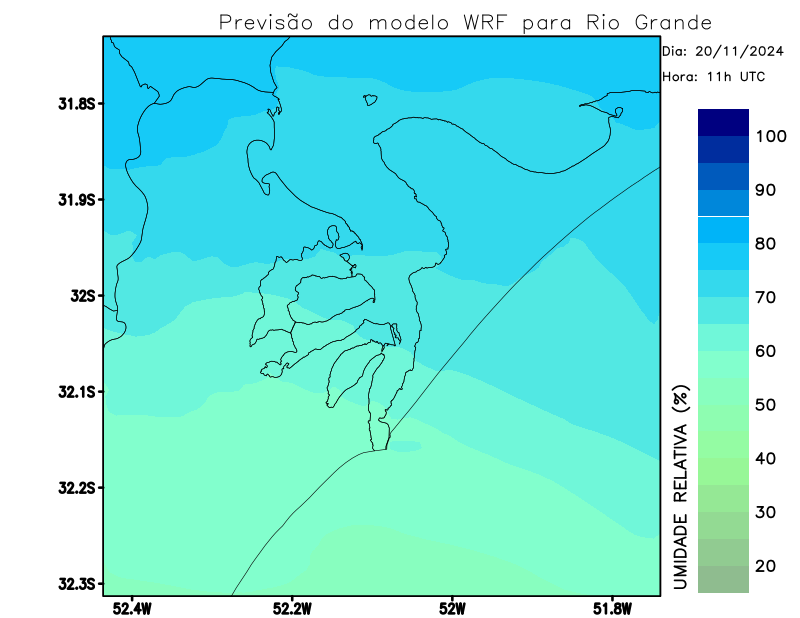 Previsão do modelo WRF para Rio Grande
Dia: 20/11/2024
Hora: 11h UTC
31.8S
31.9S
32S
32.1S
32.2S
32.3S
52.4W
52.2W
52W
51.8W
100
90
80
70
60
50
40
30
20
UMIDADE RELATIVA (%)